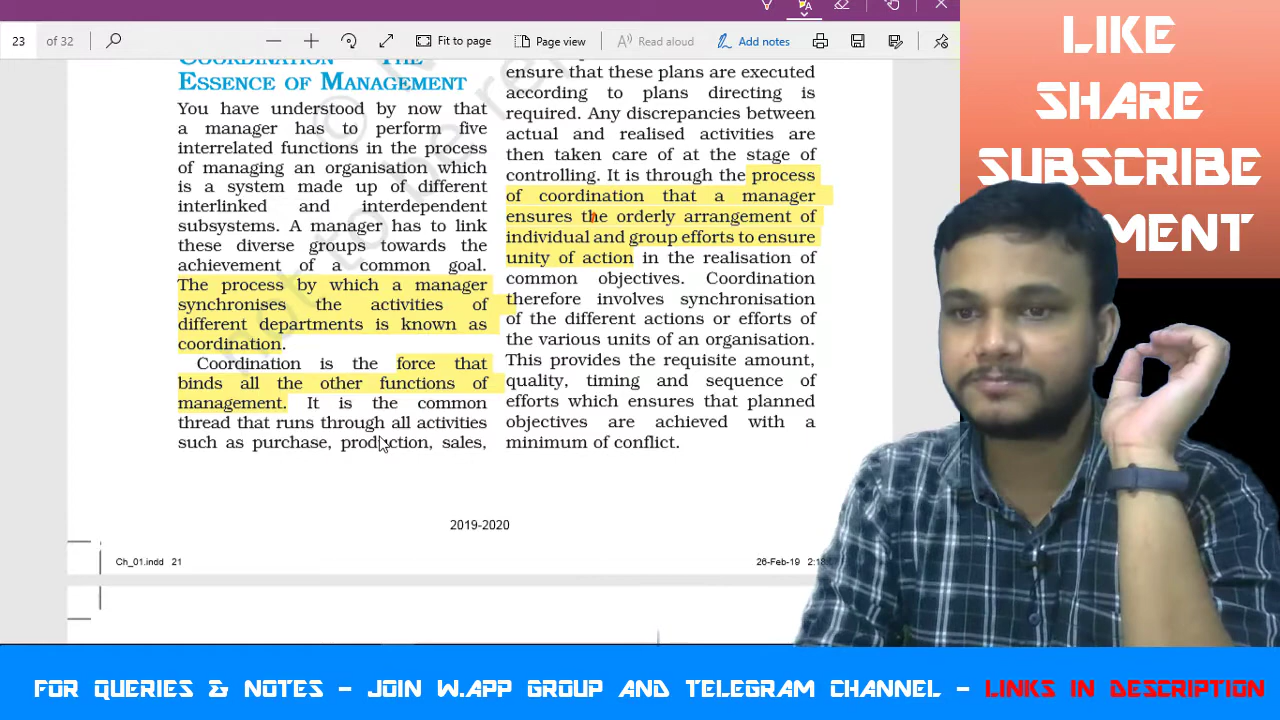 23 of 32 Fit to page Page view Read aloud Add notes
COORDINATION THE
ESSENCE OF MANAGEMENT
You have understood by now that
a manager has to perform five
interrelated functions in the process
of managing an organisation which
is a system made up of different
interlinked and interdependent
subsystems. A manager has to link
these diverse groups towards the
achievement of a common goal.
The process by which a manager
synchronises the activities of
different departments is known as
coordination.
Coordination is the force that
binds all the other functions of
management. It is the common
thread that runs through all activities
such as purchase, production, sales,
ensure that these plans are executed
according to plans directing is
required. Any discrepancies between
actual and realised activities are
then taken care of at the stage of
controlling. It is through the process
of coordination that a manager
ensures the orderly arrangement of
individual and group efforts to ensure
unity of action in the realisation of
common objectives. Coordination
therefore involves synchronisation
of the different actions or efforts of
the various units of an organisation.
This provides the requisite amount,
quality, timing and sequence of
efforts which ensures that planned
objectives are achieved with a
minimum of conflict.
2019-2020
Ch_01.indd 21
26-Feb-19
LIKE
SHARE
SUBSCRIBE
MENT
FOR QUERIES & NOTES - JOIN W.APP GROUP AND TELEGRAM CHANNEL - LINKS IN DESCRIPTION